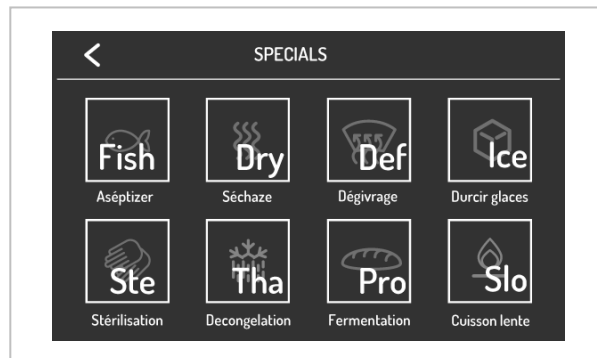 SPECIALS
Fish Dry Def Ice
Aséptizer Séchaze Dégivrage Durcir glaces
Ste Tha Pro Slo
Stérilisation Decongelation Fermentation Cuisson lente